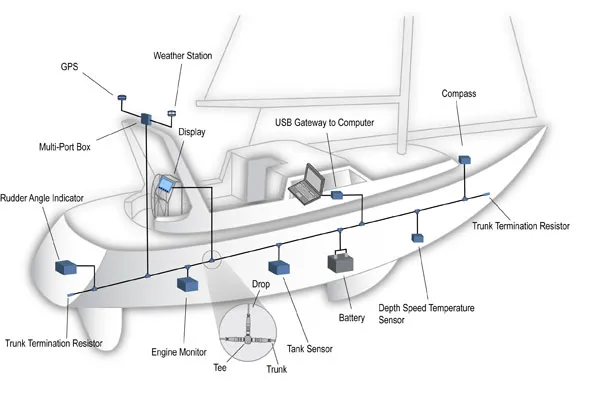 Weather Station
GPS
Compass
USB Gateway to Computer
Display
Multi-Port Box
Rudder Angle Indicator
Trunk Termination Resistor
Drop
Depth Speed Temperature
Sensor
Battery
Trunk Termination Resistor
Engine Monitor
Tank Sensor
Tee
Trunk